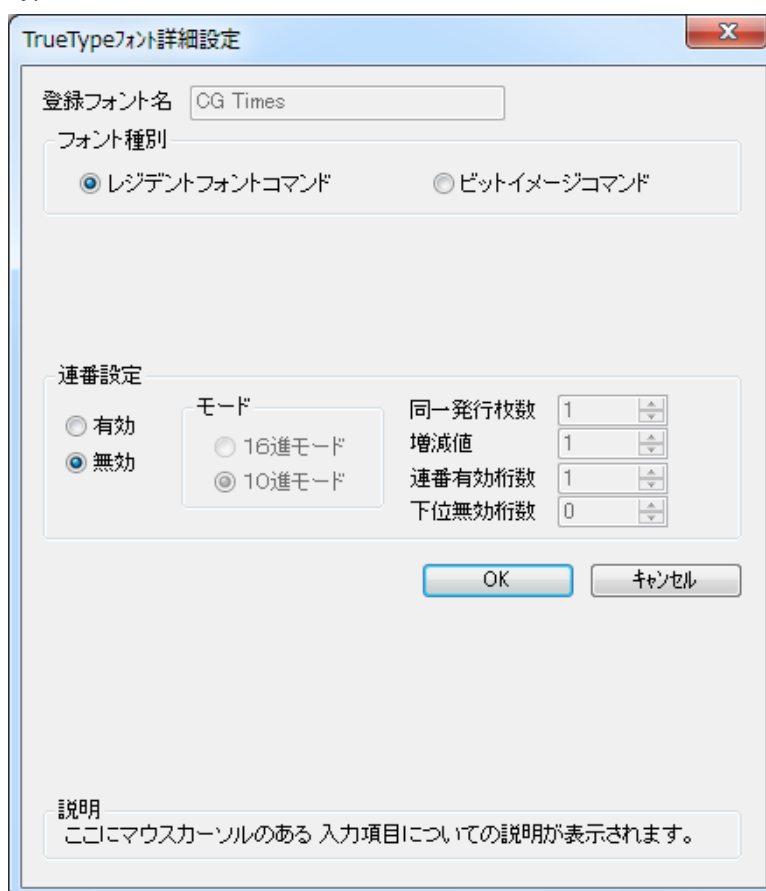 TrueTypeﾌｫﾝﾄ詳細設定
登録フォント名 CG Times
フォント種別
レジデントフォントコマンド ビットイメージコマンド
連番設定
有効
無効
モード
16進モード
10進モード
同一発行枚数 1
増減値 1
連番有効桁数 1
下位無効桁数 0
OK ｷｬﾝｾﾙ
説明
ここにマウスカーソルのある 入力項目についての説明が表示されます。